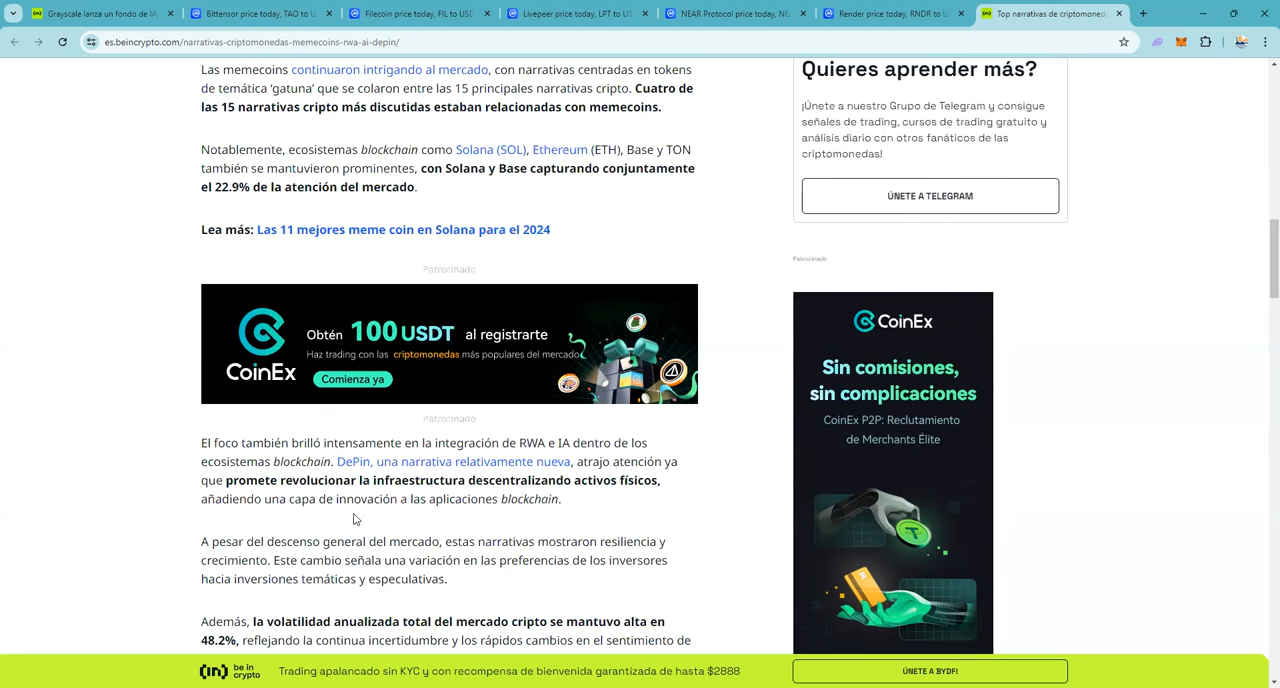 Grayscale lanza un fondo de IA,
Bittensor price today, TAO to U
Filecoin price today, FIL to USD
Livepeer price today, LPT to US
NEAR Protocol price today, NE
Render price today, RNDR to U
Top narrativas de criptomoned
es.beincrypto.com/narrativas-criptomonedas-memecoins-rwa-ai-depin/
Las memecoins continuaron intrigando al mercado, con narrativas centradas en tokens
de temática ‘gatuna’ que se colaron entre las 15 principales narrativas cripto. Cuatro de
las 15 narrativas cripto más discutidas estaban relacionadas con memecoins.
Notablemente, ecosistemas blockchain como Solana (SOL), Ethereum (ETH), Base y TON
también se mantuvieron prominentes, con Solana y Base capturando conjuntamente
el 22.9% de la atención del mercado.
Lea más: Las 11 mejores meme coin en Solana para el 2024
Patrocinado
CoinEx
Obtén 100 USDT al registrarte
Haz trading con las criptomonedas más populares del mercado
Comienza ya
Patrocinado
El foco también brilló intensamente en la integración de RWA e IA dentro de los
ecosistemas blockchain. DePin, una narrativa relativamente nueva, atrajo atención ya
que promete revolucionar la infraestructura descentralizando activos físicos,
añadiendo una capa de innovación a las aplicaciones blockchain.
A pesar del descenso general del mercado, estas narrativas mostraron resiliencia y
crecimiento. Este cambio señala una variación en las preferencias de los inversores
hacia inversiones temáticas y especulativas.
Además, la volatilidad anualizada total del mercado cripto se mantuvo alta en
48.2%, reflejando la continua incertidumbre y los rápidos cambios en el sentimiento de
Quieres aprender más?
¡Únete a nuestro Grupo de Telegram y consigue
señales de trading, cursos de trading gratuito y
análisis diario con otros fanáticos de las
criptomonedas!
ÚNETE A TELEGRAM
Patrocinado
CoinEx
Sin comisiones,
sin complicaciones
CoinEx P2P: Reclutamiento
de Merchants Élite
be in
crypto
Trading apalancado sin KYC y con recompensa de bienvenida garantizada de hasta $2888
ÚNETE A BYDFI